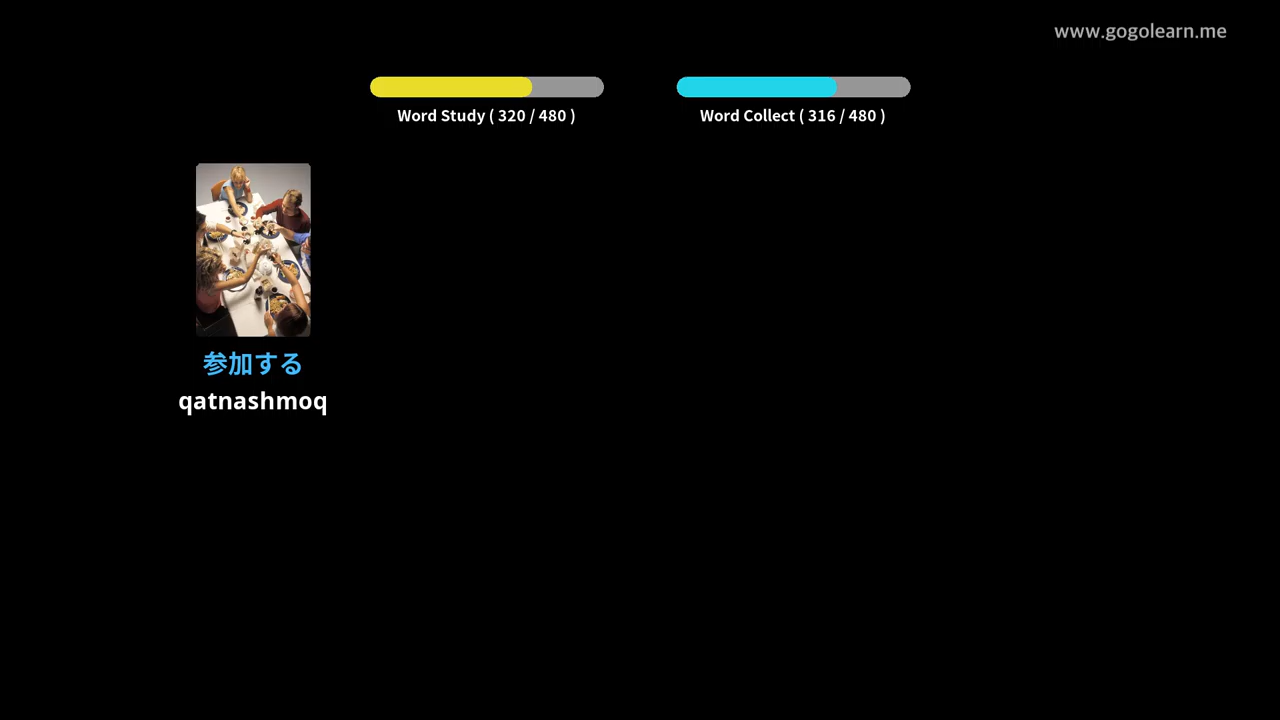 www.gogolearn.me
Word Study ( 320 / 480 )
Word Collect ( 316 / 480 )
参加する
qatnashmoq